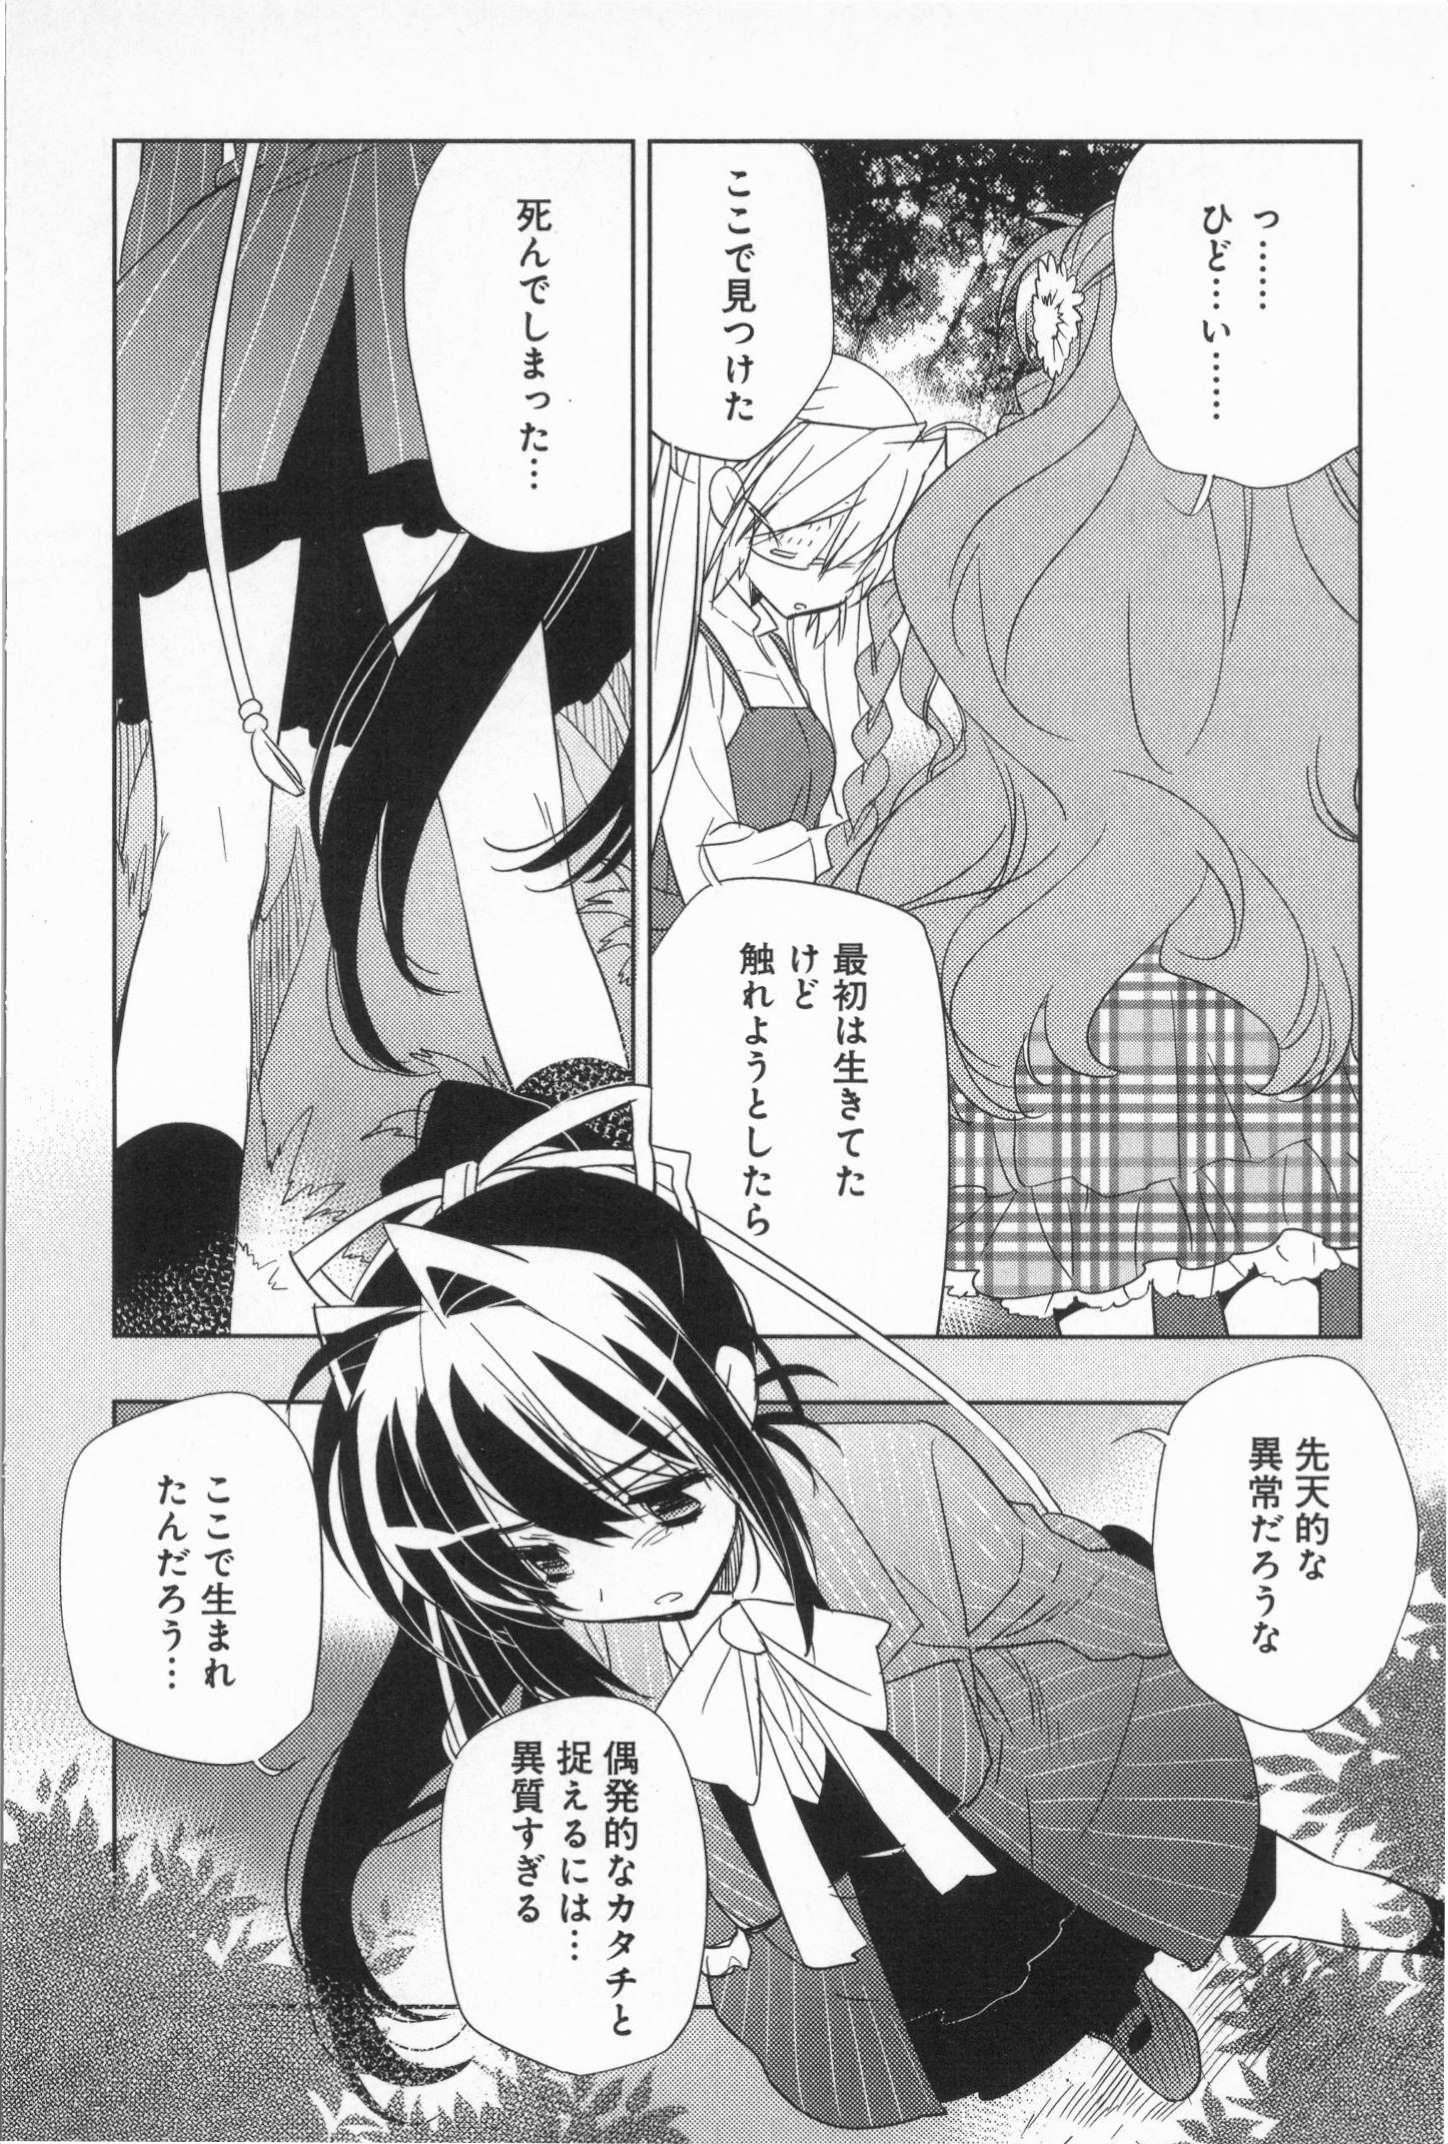 っ……
ひど…い……
ここで見つけた
最初は生きてた
けど
触れようとしたら
死んでしまった…
先天的な
異常だろうな
偶発的なカタチと
捉えるには…
異質すぎる
ここで生まれ
たんだろう…